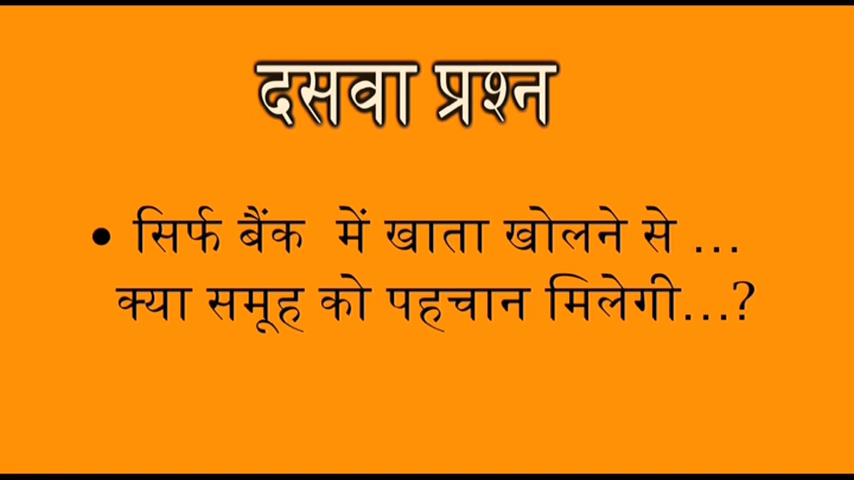 दसवा प्रश्न
• सिर्फ बैंक में खाता खोलने से ...
क्या समूह को पहचान मिलेगी...?